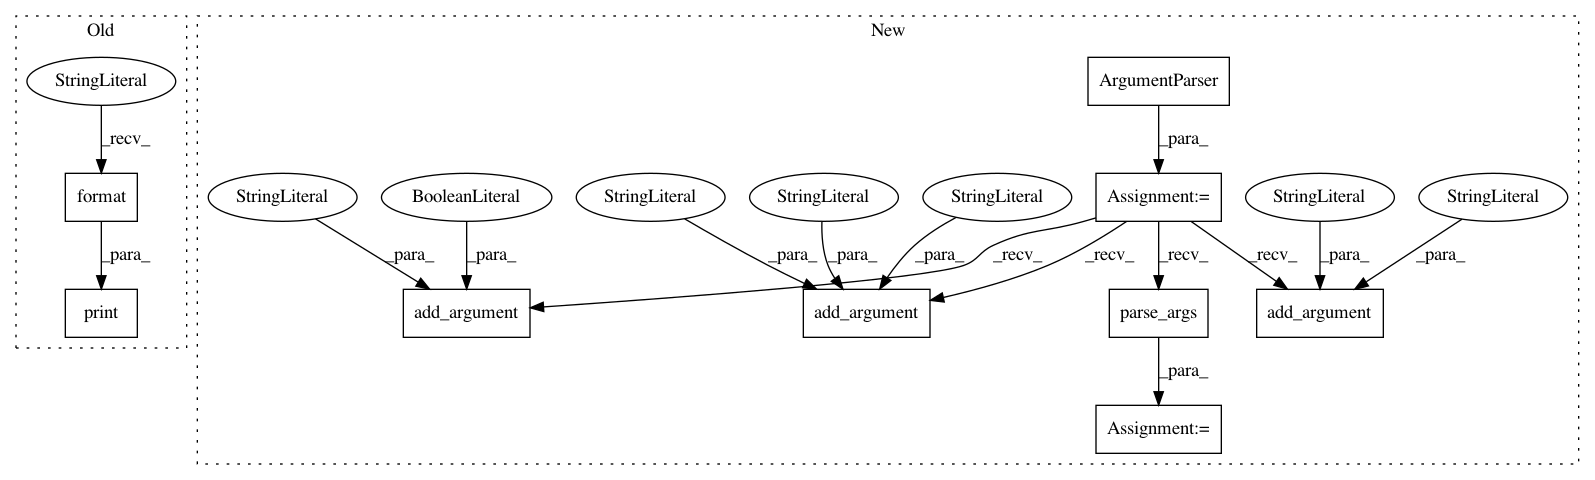 Old
New
StringLiteral
ArgumentParser
_recv_
_para_
format
StringLiteral
BooleanLiteral
StringLiteral
StringLiteral
StringLiteral
Assignment:=
StringLiteral
StringLiteral
_para_
_para_
_para_
_para_
_para_
_para_
_recv_
_recv_
_recv_
_recv_
_para_
_para_
print
add_argument
add_argument
parse_args
add_argument
_para_
Assignment:=